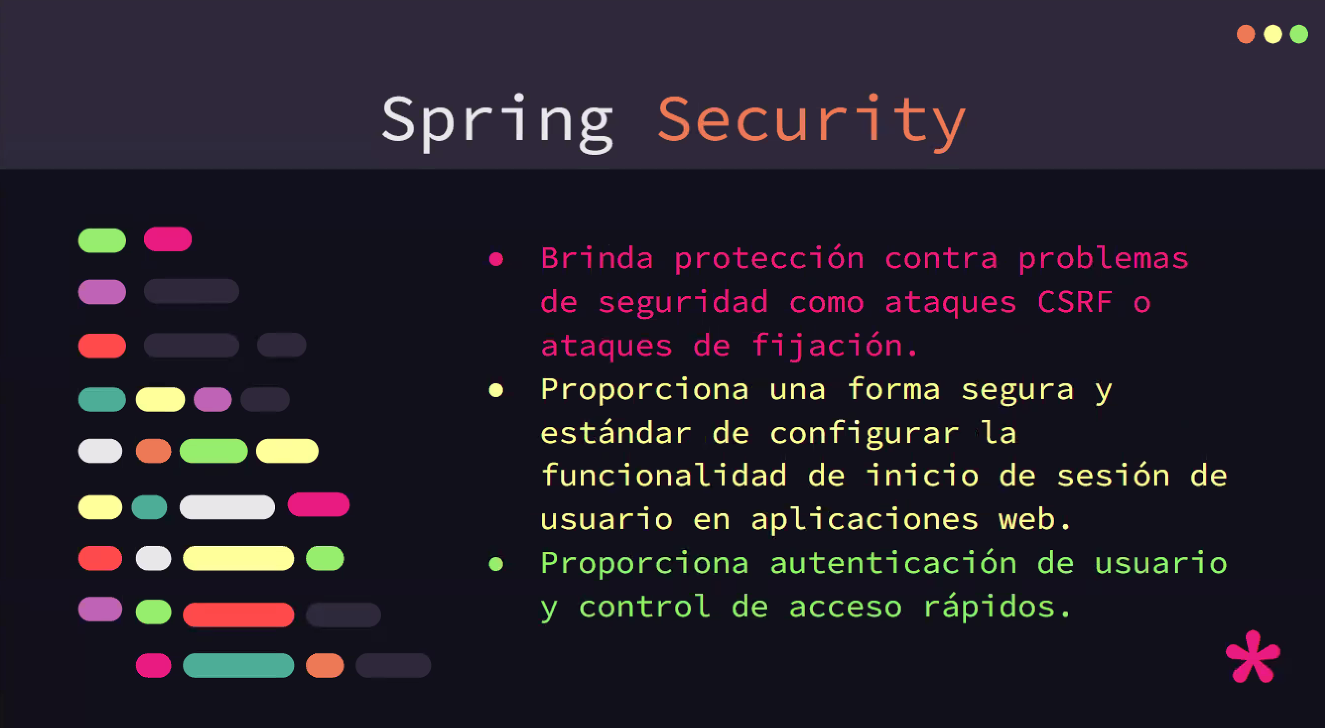 Spring Security
● Brinda protección contra problemas
de seguridad como ataques CSRF o
ataques de fijación.
● Proporciona una forma segura y
estándar de configurar la
funcionalidad de inicio de sesión de
usuario en aplicaciones web.
● Proporciona autenticación de usuario
y control de acceso rápidos.
*